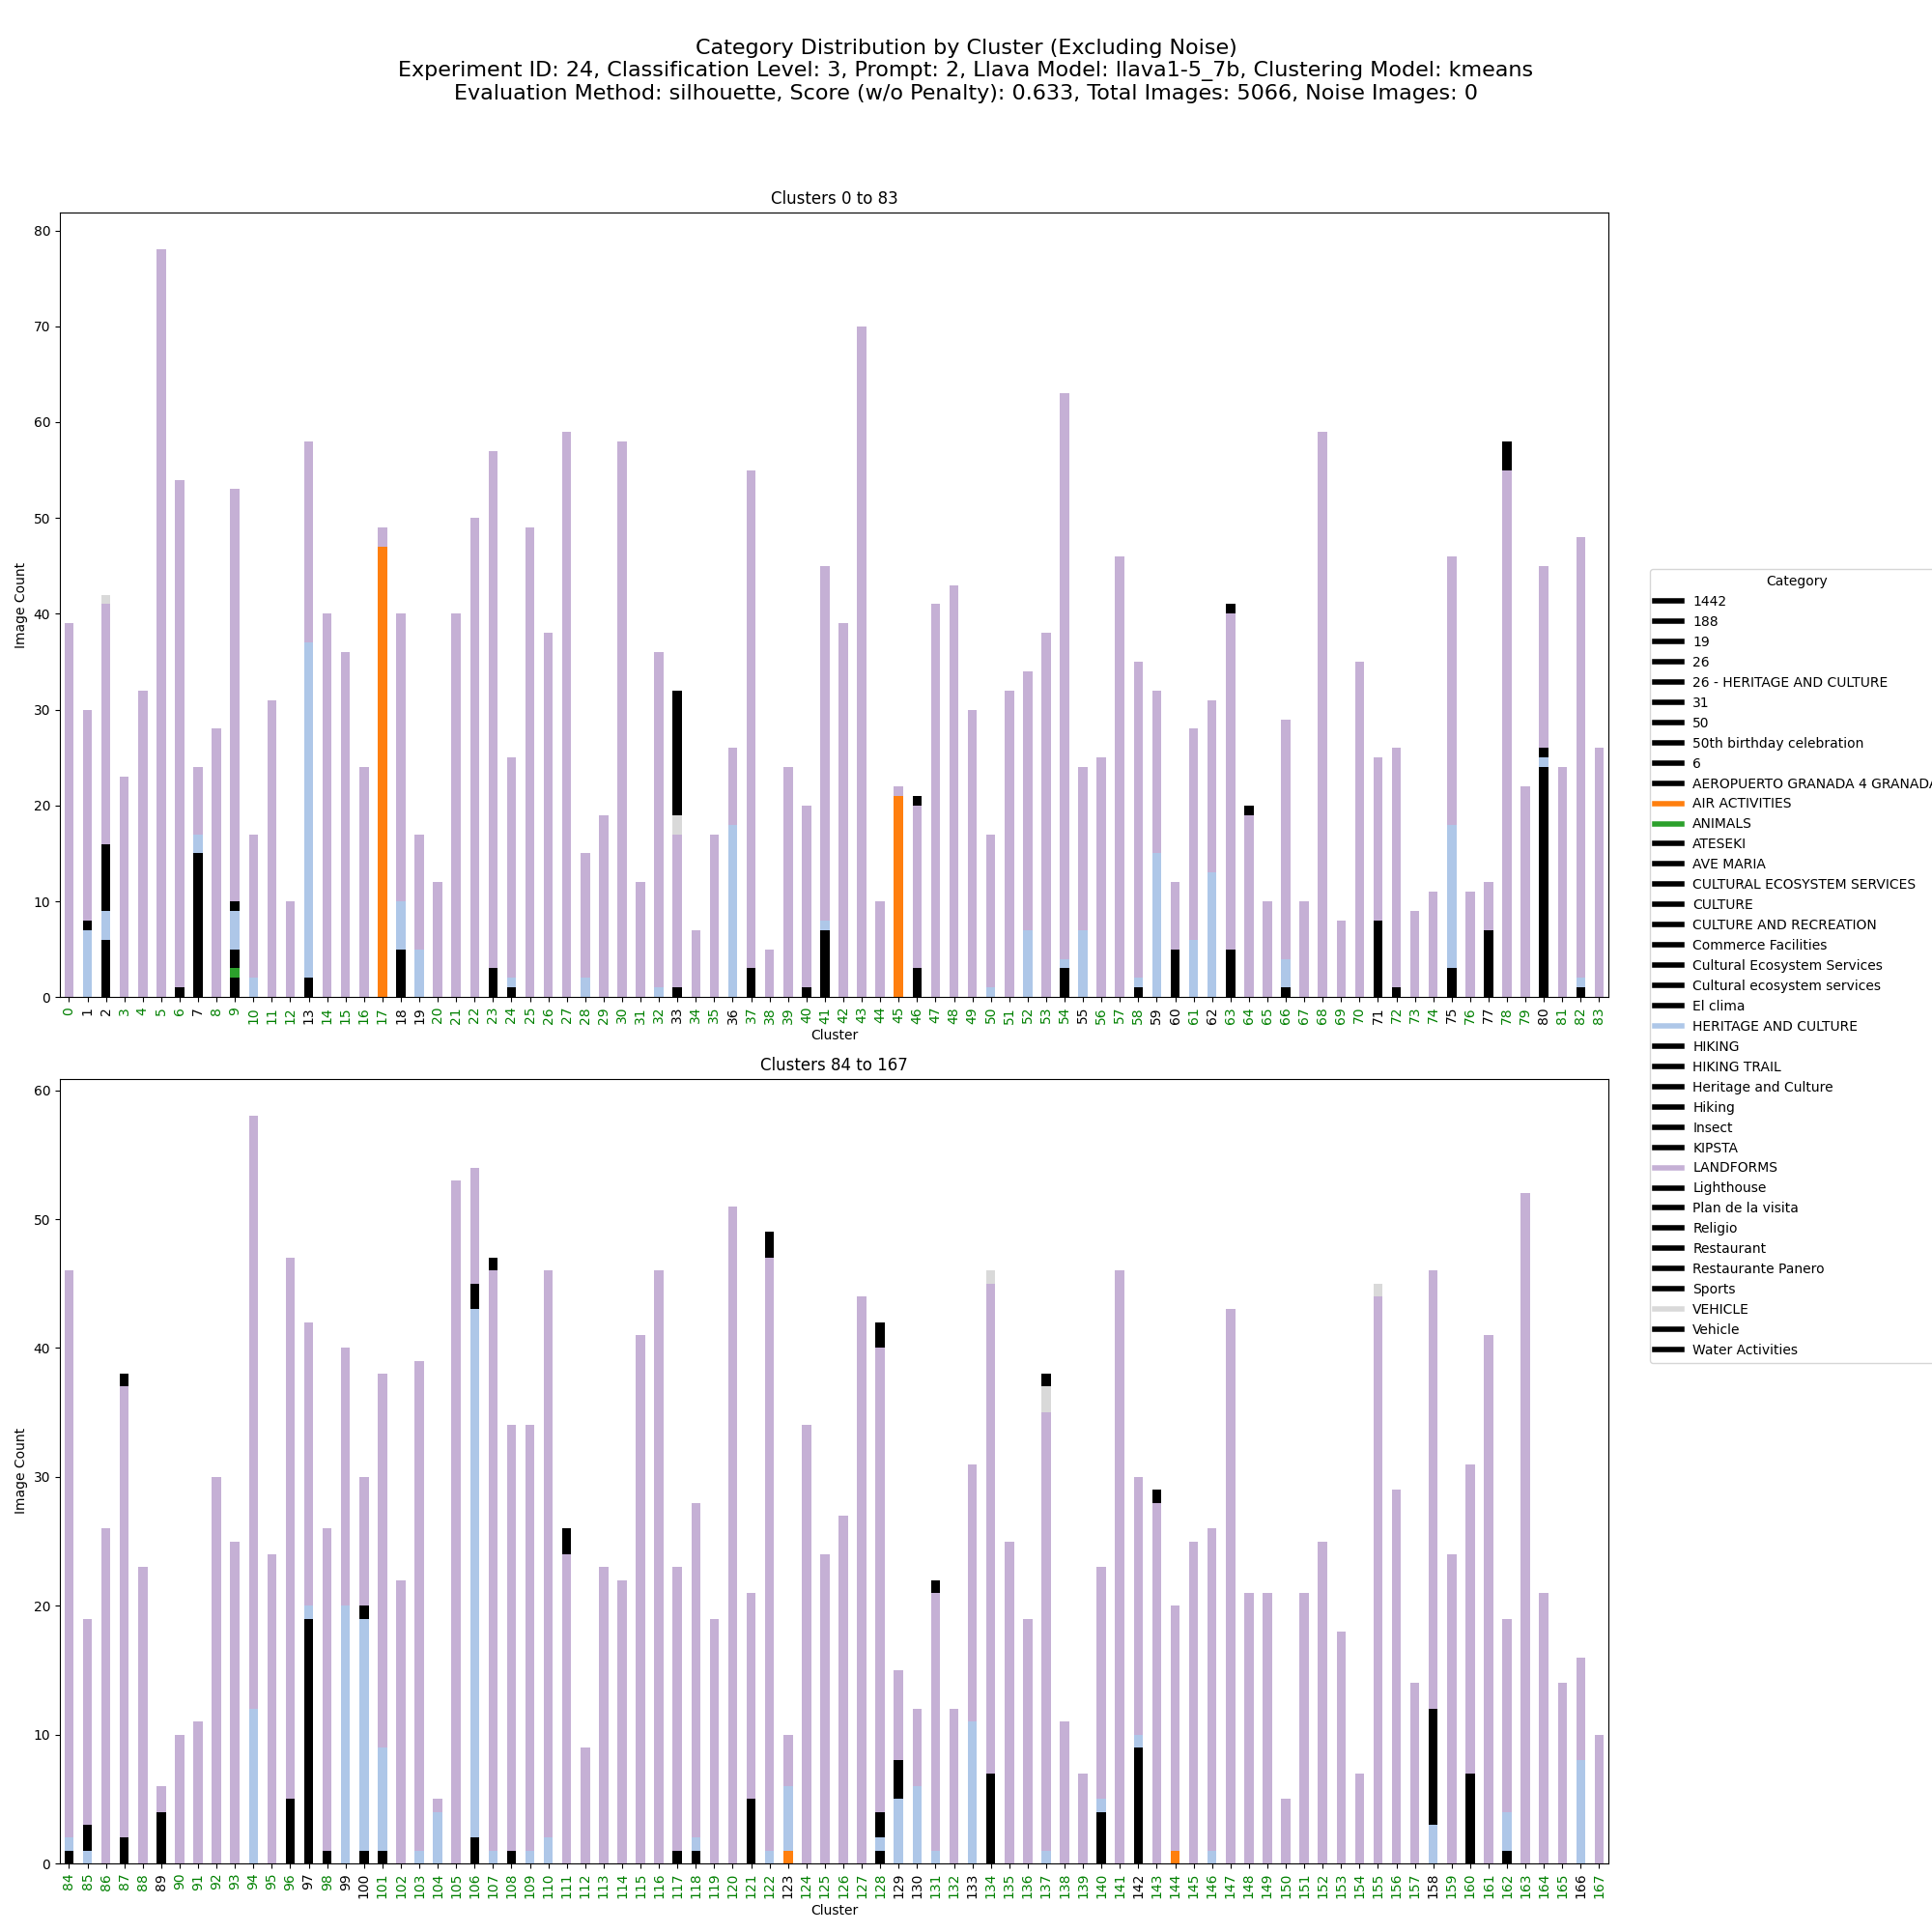 Category Distribution by Cluster (Excluding Noise)
Experiment ID: 24, Classification Level: 3, Prompt: 2, Llava Model: llava1-5_7b, Clustering Model: kmeans
Evaluation Method: silhouette, Score (w/o Penalty): 0.633, Total Images: 5066, Noise Images: 0
Clusters 0 to 83
80
70
60
50
40
30
20
10
0
Image Count
0 1 2 3 4 5 6 7 8 9 10 11 12 13 14 15 16 17 18 19 20 21 22 23 24 25 26 27 28 29 30 31 32 33 34 35 36 37 38 39 40 41 42 43 44 45 46 47 48 49 50 51 52 53 54 55 56 57 58 59 60 61 62 63 64 65 66 67 68 69 70 71 72 73 74 75 76 77 78 79 80 81 82 83
Cluster
Clusters 84 to 167
60
50
40
30
20
10
0
Image Count
84 85 86 87 88 89 90 91 92 93 94 95 96 97 98 99 100 101 102 103 104 105 106 107 108 109 110 111 112 113 114 115 116 117 118 119 120 121 122 123 124 125 126 127 128 129 130 131 132 133 134 135 136 137 138 139 140 141 142 143 144 145 146 147 148 149 150 151 152 153 154 155 156 157 158 159 160 161 162 163 164 165 166 167
Cluster
Category
1442
188
19
26
26 - HERITAGE AND CULTURE
31
50
50th birthday celebration
6
AEROPUERTO GRANADA 4 GRANADA
AIR ACTIVITIES
ANIMALS
ATESEKI
AVE MARIA
CULTURAL ECOSYSTEM SERVICES
CULTURE
CULTURE AND RECREATION
Commerce Facilities
Cultural Ecosystem Services
Cultural ecosystem services
El clima
HERITAGE AND CULTURE
HIKING
HIKING TRAIL
Heritage and Culture
Hiking
Insect
KIPSTA
LANDFORMS
Lighthouse
Plan de la visita
Religio
Restaurant
Restaurante Panero
Sports
VEHICLE
Vehicle
Water Activities